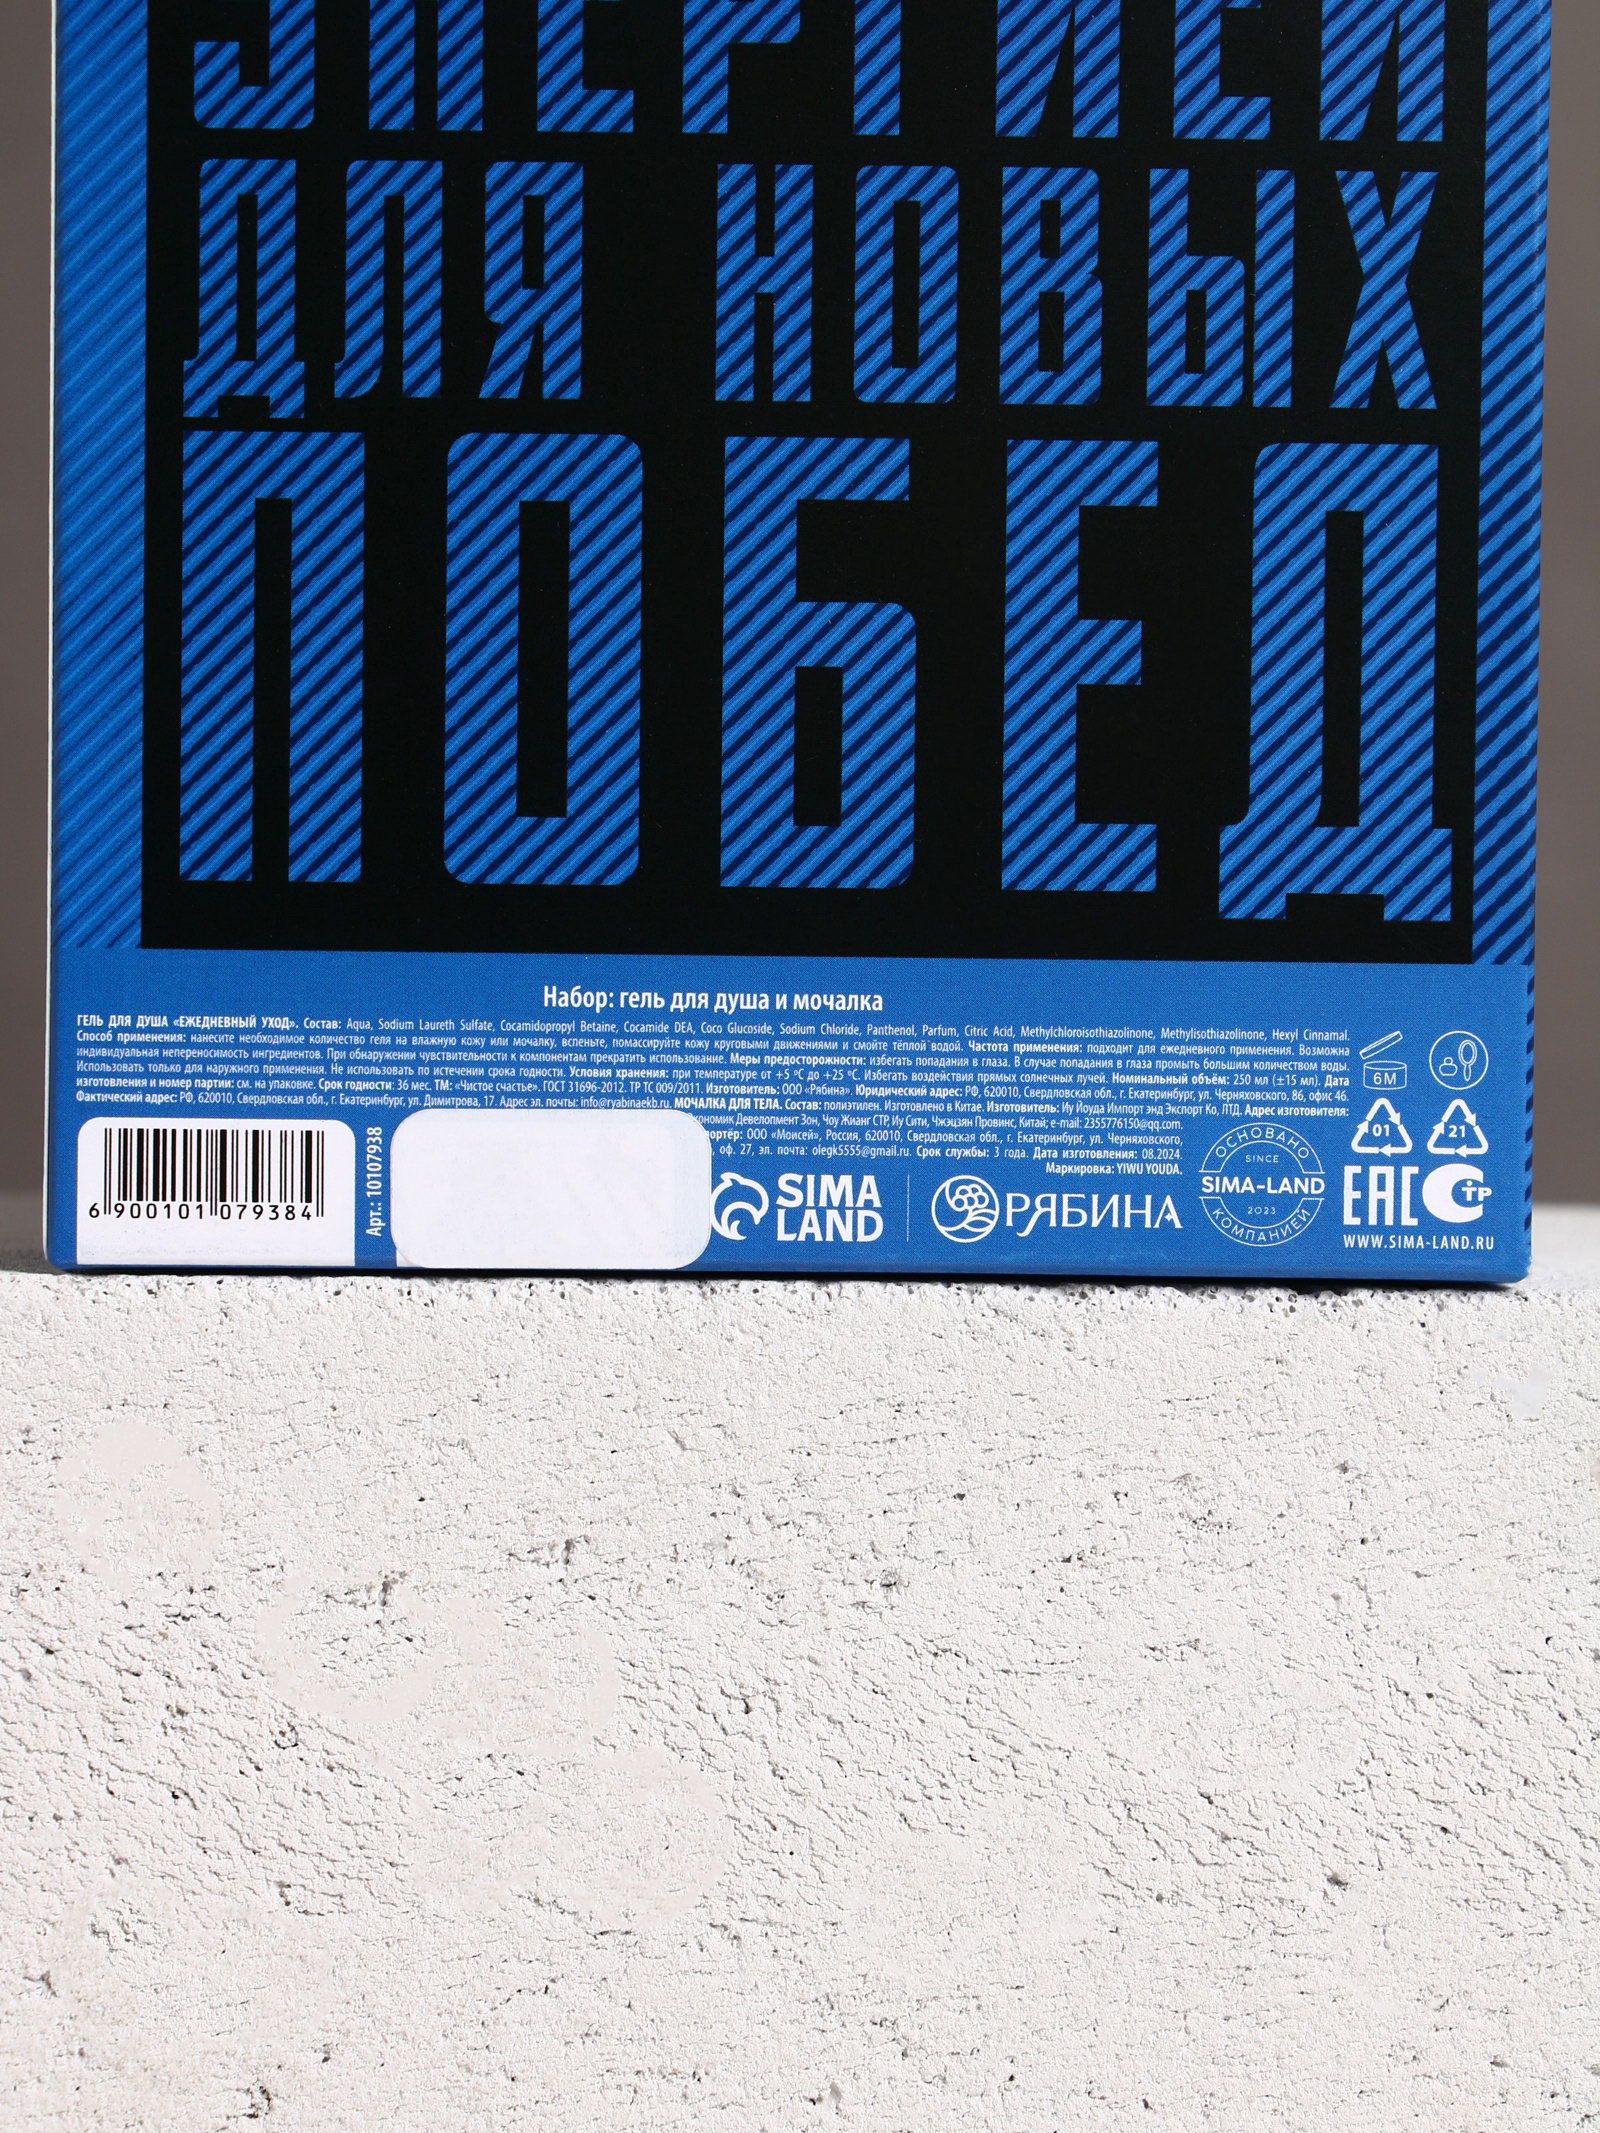 ЭНЕРГИЕЙ
ДЛЯ НОВЫХ
ПОБЕД
Набор: гель для душа и мочалка
ГЕЛЬ ДЛЯ ДУША «ЕЖЕДНЕВНЫЙ УХОД». Состав: Aqua, Sodium Laureth Sulfate, Cocamidopropyl Betaine, Cocamide DEA, Coco Glucoside, Sodium Chloride, Panthenol, Parfum, Citric Acid, Methylchloroisothiazolinone, Methylisothiazolinone, Hexyl Cinnamal.
Способ применения: нанесите необходимое количество геля на влажную кожу или мочалку, вспеньте, помассируйте кожу круговыми движениями и смойте тёплой водой. Частота применения: подходит для ежедневного применения. Возможна
индивидуальная непереносимость ингредиентов. При обнаружении чувствительности к компонентам прекратить использование. Меры предосторожности: избегать попадания в глаза. В случае попадания в глаза промыть большим количеством воды.
Использовать только для наружного применения. Не использовать по истечении срока годности. Условия хранения: при температуре от +5 °C до +25 °C. Избегать воздействия прямых солнечных лучей. Номинальный объём: 250 мл (±15 мл). Дата
изготовления и номер партии: см. на упаковке. Срок годности: 36 мес. ТМ: «Чистое счастье». ГОСТ 31696-2012. ТР ТС 009/2011. Изготовитель: ООО «Рябина». Юридический адрес: РФ, 620010, Свердловская обл., г. Екатеринбург, ул. Черняховского, 86, офис 46.
Фактический адрес: РФ, 620010, Свердловская обл., г. Екатеринбург, ул. Димитрова, 17. Адрес эл. почты: info@ryabinaekb.ru. МОЧАЛКА ДЛЯ ТЕЛА. Состав: полиэтилен. Изготовлено в Китае. Изготовитель: Иу Йоуда Импорт энд Экспорт Ко, ЛТД. Адрес изготовителя:
Девелопмент Зон, Чоу Жианг СТР, Иу Сити, Чжэцзян Провинс, Китай; e-mail: 2355776150@qq.com.
ООО «Моисей», Россия, 620010, Свердловская обл., г. Екатеринбург, ул. Черняховского,
оф. 27, эл. почта: olegk5555@gmail.ru. Срок службы: 3 года. Дата изготовления: 08.2024.
Маркировка: YIWU YOUDA.
6M
01
21
6 900101 079384
Арт.: 10107938
SIMA
LAND
РЯБИНА
ОСНОВАНО
SINCE
SIMA-LAND
2023
КОМПАНИЕЙ
EAC
СТР
WWW.SIMA-LAND.RU